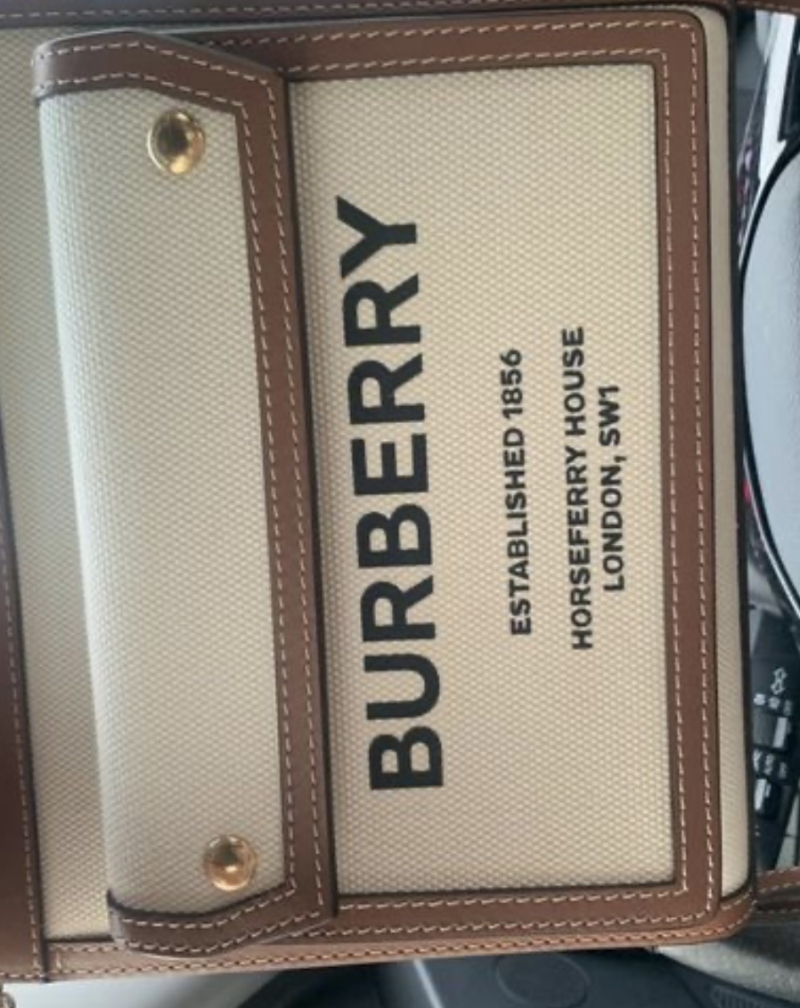 BURBERRY
ESTABLISHED 1856
HORSEFERRY HOUSE
LONDON, SW1